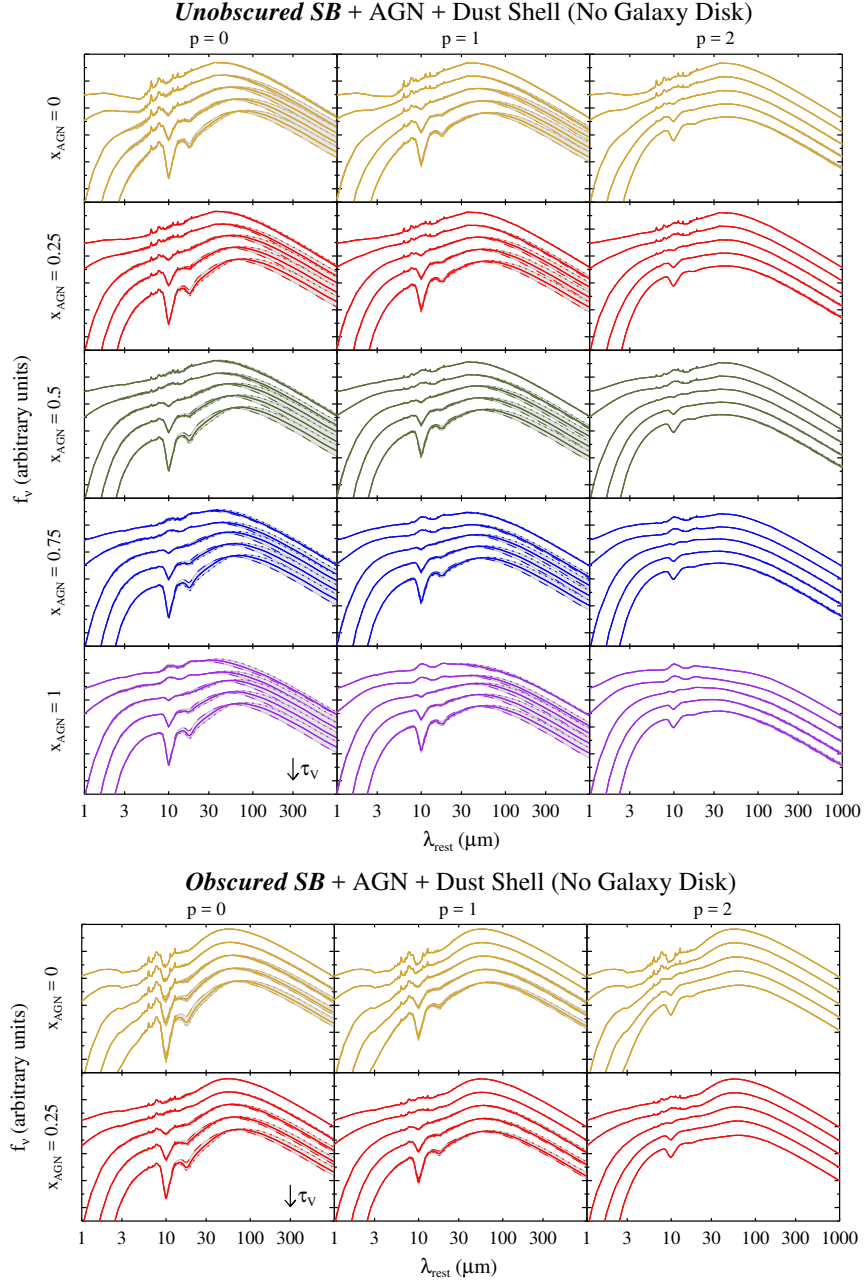 Unobscured SB + AGN + Dust Shell (No Galaxy Disk)
p = 0 p = 1 p = 2
x_AGN = 0
x_AGN = 0.25
x_AGN = 0.5
x_AGN = 0.75
x_AGN = 1
f_ν (arbitrary units)
↓ τ_V
1 3 10 30 100 300 1 3 10 30 100 300 1 3 10 30 100 300 1000
λ_rest (μm)
Obscured SB + AGN + Dust Shell (No Galaxy Disk)
p = 0 p = 1 p = 2
x_AGN = 0
x_AGN = 0.25
f_ν (arbitrary units)
↓ τ_V
1 3 10 30 100 300 1 3 10 30 100 300 1 3 10 30 100 300 1000
λ_rest (μm)